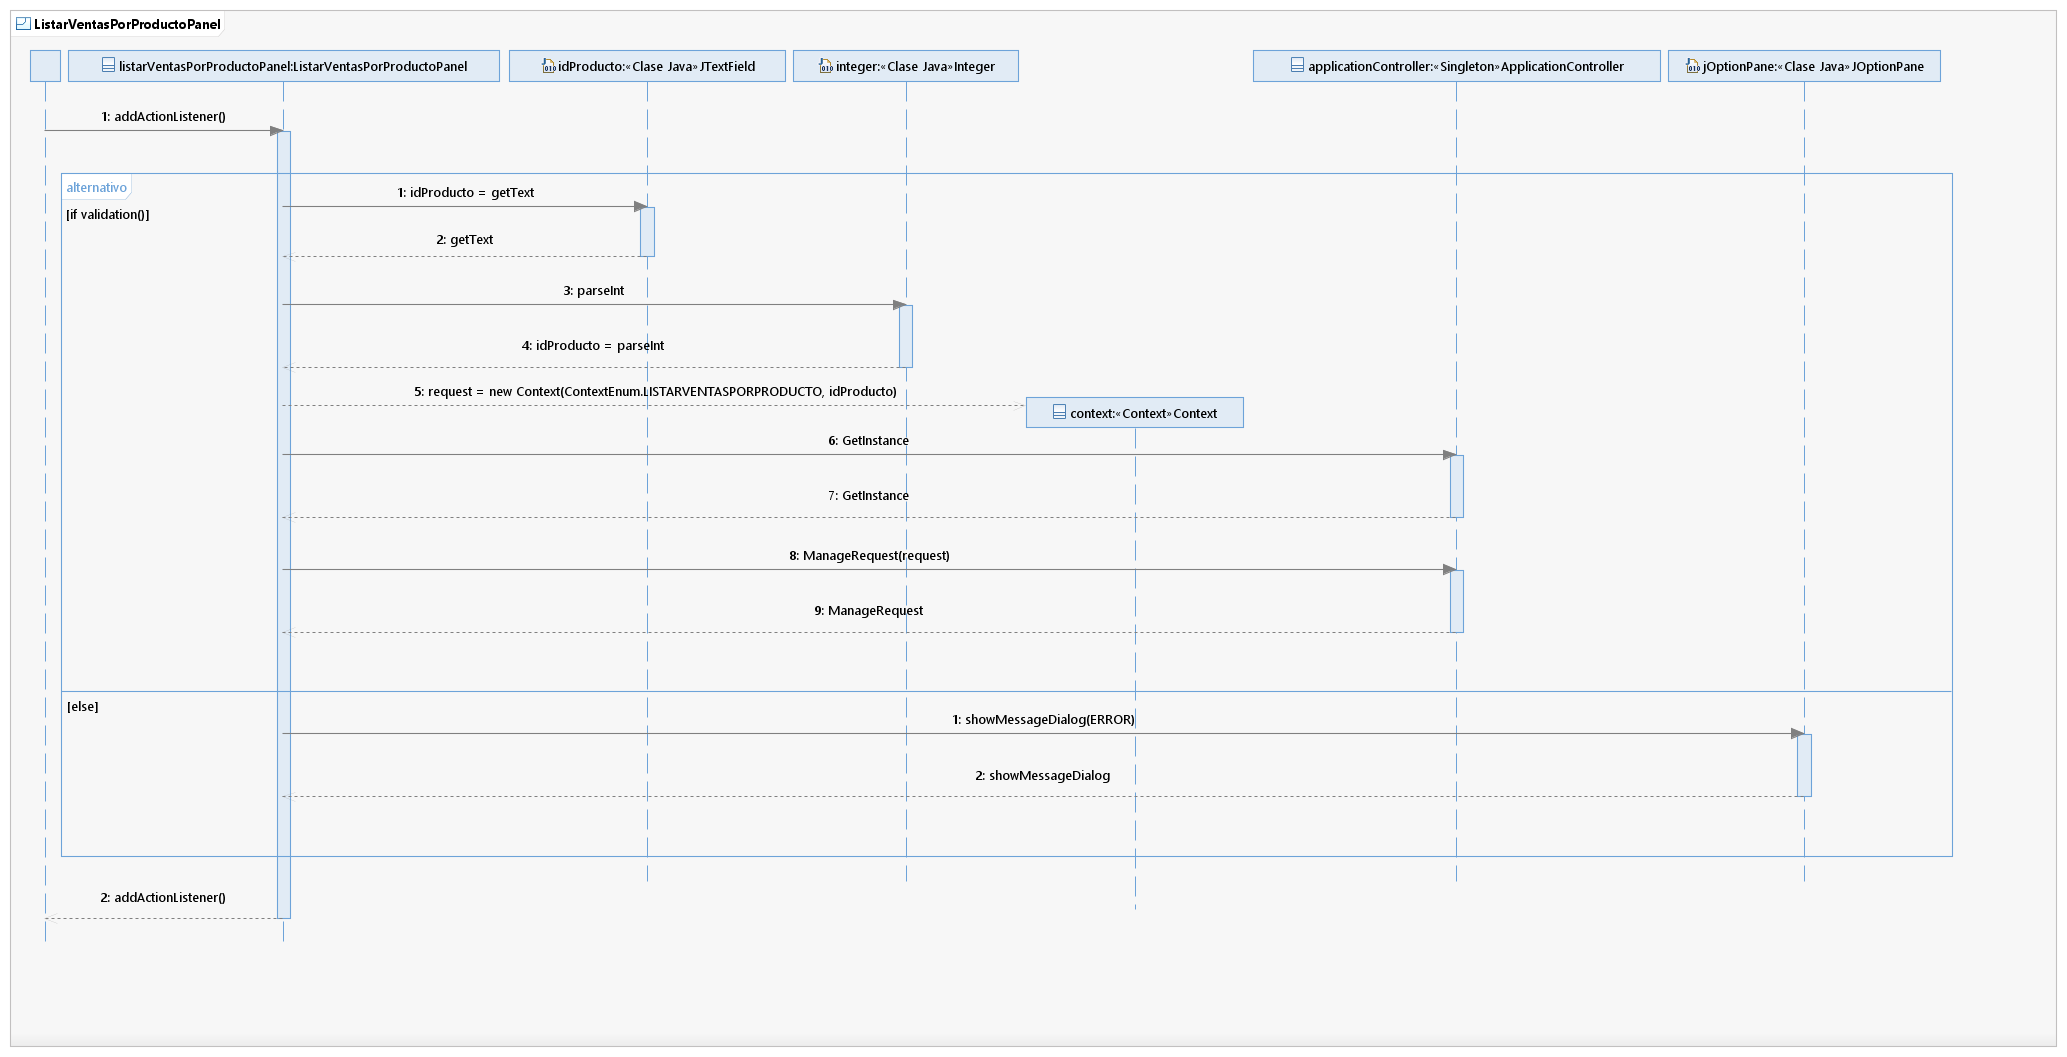 ListarVentasPorProductoPanel
listarVentasPorProductoPanel:ListarVentasPorProductoPanel
idProducto:«Clase Java»JTextField
integer:«Clase Java»Integer
applicationController:«Singleton»ApplicationController
jOptionPane:«Clase Java»JOptionPane
1: addActionListener()
alternativo
[if validation()]
1: idProducto = getText
2: getText
3: parseInt
4: idProducto = parseInt
5: request = new Context(ContextEnum.LISTARVENTASPORPRODUCTO, idProducto)
context:«Context»Context
6: GetInstance
7: GetInstance
8: ManageRequest(request)
9: ManageRequest
[else]
1: showMessageDialog(ERROR)
2: showMessageDialog
2: addActionListener()